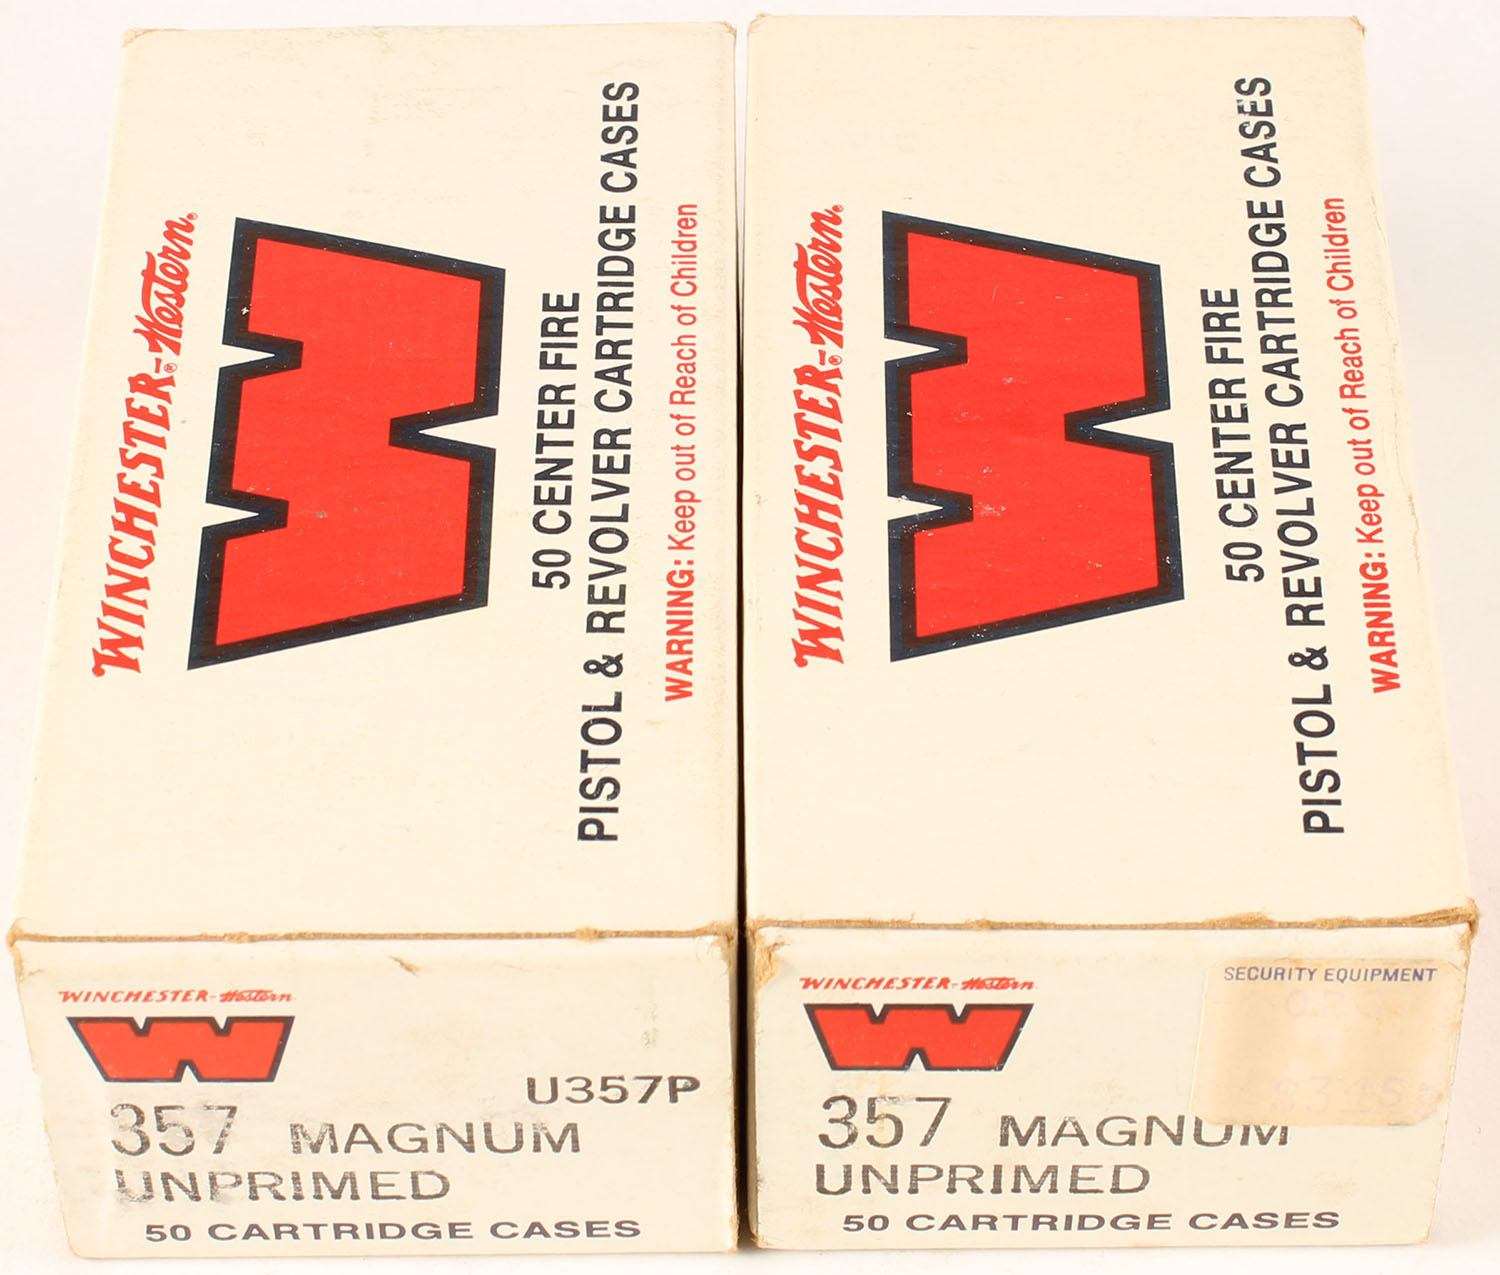 WINCHESTER®-Western®
W
50 CENTER FIRE
PISTOL & REVOLVER CARTRIDGE CASES
WARNING: Keep out of Reach of Children
WINCHESTER-Western
W
U357P
357 MAGNUM
UNPRIMED
50 CARTRIDGE CASES
WINCHESTER®-Western®
W
50 CENTER FIRE
PISTOL & REVOLVER CARTRIDGE CASES
WARNING: Keep out of Reach of Children
WINCHESTER-Western
W
SECURITY EQUIPMENT
357 MAGNUM
UNPRIMED
50 CARTRIDGE CASES